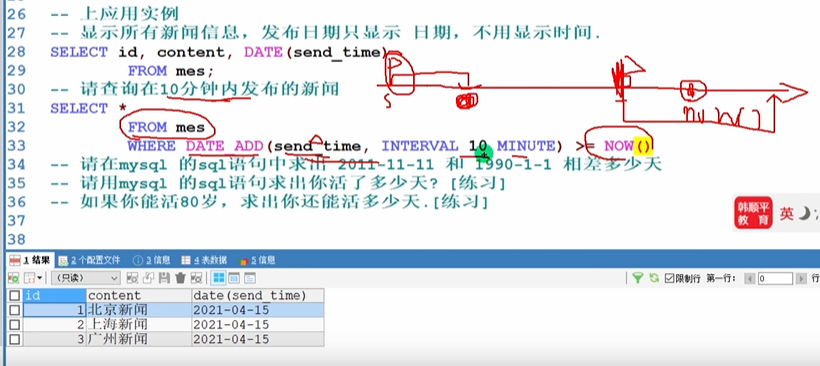 26 -- 上应用实例
27 -- 显示所有新闻信息，发布日期只显示 日期，不用显示时间.
28 SELECT id, content, DATE(send_time)
29 FROM mes;
30 -- 请查询在10分钟内发布的新闻
31 SELECT *
32 FROM mes
33 WHERE DATE_ADD(send_time, INTERVAL 10 MINUTE) >= NOW()
34 -- 请在mysql 的sql语句中求出 2011-11-11 和 1990-1-1 相差多少天
35 -- 请用mysql 的sql语句求出你活了多少天? [练习]
36 -- 如果你能活80岁，求出你还能活多少天.[练习]
37
38
韩顺平
教 育
英
1 结果 2 个配置文件 3 信息 4 表数据 5 信息
(只读) 限制行 第一行: 0 行
id content date(send_time)
1 北京新闻 2021-04-15
2 上海新闻 2021-04-15
3 广州新闻 2021-04-15